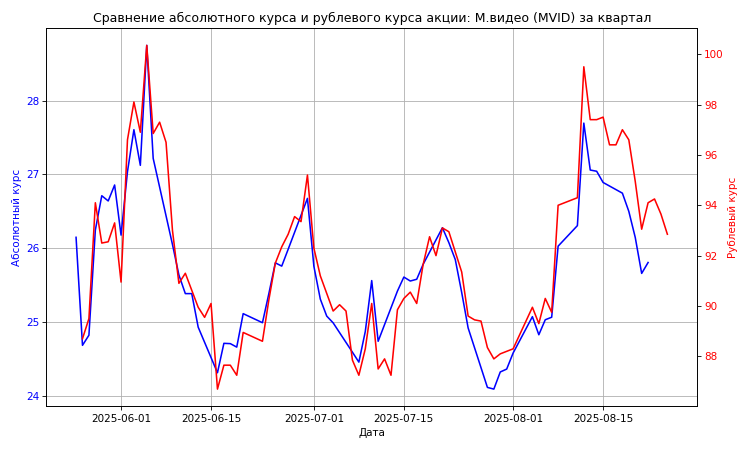 Сравнение абсолютного курса и рублевого курса акции: М.видео (MVID) за квартал
Абсолютный курс
28
27
26
25
24
100
98
96
94
92
90
88
Рублевый курс
2025-06-01 2025-06-15 2025-07-01 2025-07-15 2025-08-01 2025-08-15
Дата